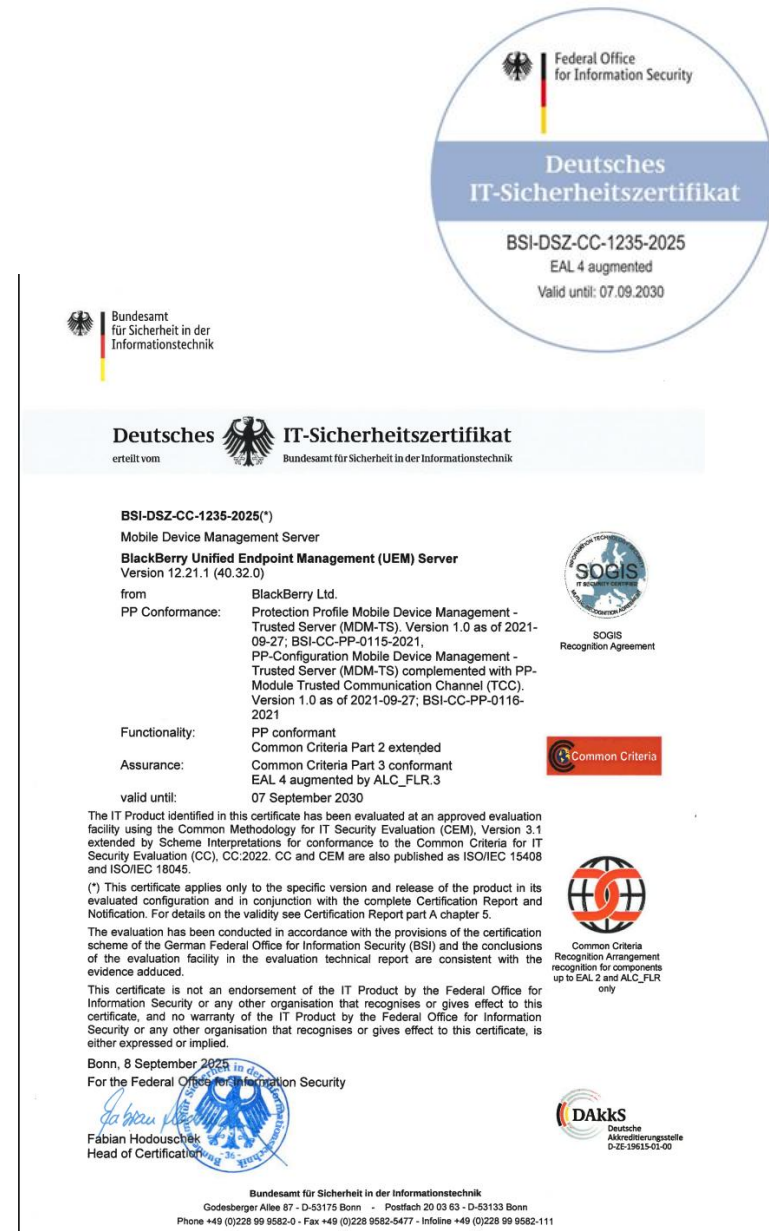 Federal Office
for Information Security
Deutsches
IT-Sicherheitszertifikat
BSI-DSZ-CC-1235-2025
EAL 4 augmented
Valid until: 07.09.2030
Bundesamt
für Sicherheit in der
Informationstechnik
Deutsches IT-Sicherheitszertifikat
erteilt vom Bundesamt für Sicherheit in der Informationstechnik
BSI-DSZ-CC-1235-2025(*)
Mobile Device Management Server
BlackBerry Unified Endpoint Management (UEM) Server
Version 12.21.1 (40.32.0)
from BlackBerry Ltd.
PP Conformance: Protection Profile Mobile Device Management -
Trusted Server (MDM-TS). Version 1.0 as of 2021-
09-27; BSI-CC-PP-0115-2021,
PP-Configuration Mobile Device Management -
Trusted Server (MDM-TS) complemented with PP-
Module Trusted Communication Channel (TCC).
Version 1.0 as of 2021-09-27; BSI-CC-PP-0116-
2021
Functionality: PP conformant
Common Criteria Part 2 extended
Assurance: Common Criteria Part 3 conformant
EAL 4 augmented by ALC_FLR.3
valid until: 07 September 2030
SOGIS
IT SECURITY CERTIFIED
SOGIS
Recognition Agreement
Common Criteria
The IT Product identified in this certificate has been evaluated at an approved evaluation
facility using the Common Methodology for IT Security Evaluation (CEM), Version 3.1
extended by Scheme Interpretations for conformance to the Common Criteria for IT
Security Evaluation (CC), CC:2022. CC and CEM are also published as ISO/IEC 15408
and ISO/IEC 18045.
(*) This certificate applies only to the specific version and release of the product in its
evaluated configuration and in conjunction with the complete Certification Report and
Notification. For details on the validity see Certification Report part A chapter 5.
The evaluation has been conducted in accordance with the provisions of the certification
scheme of the German Federal Office for Information Security (BSI) and the conclusions
of the evaluation facility in the evaluation technical report are consistent with the
evidence adduced.
This certificate is not an endorsement of the IT Product by the Federal Office for
Information Security or any other organisation that recognises or gives effect to this
certificate, and no warranty of the IT Product by the Federal Office for Information
Security or any other organisation that recognises or gives effect to this certificate, is
either expressed or implied.
Common Criteria
Recognition Arrangement
recognition for components
up to EAL 2 and ALC_FLR
only
Bonn, 8 September 2025
For the Federal Office for Information Security
Fabian Hodouschek
Head of Certification
- 36 -
DAkkS
Deutsche
Akkreditierungsstelle
D-ZE-19615-01-00
Bundesamt für Sicherheit in der Informationstechnik
Godesberger Allee 87 - D-53175 Bonn - Postfach 20 03 63 - D-53133 Bonn
Phone +49 (0)228 99 9582-0 - Fax +49 (0)228 9582-5477 - Infoline +49 (0)228 99 9582-111